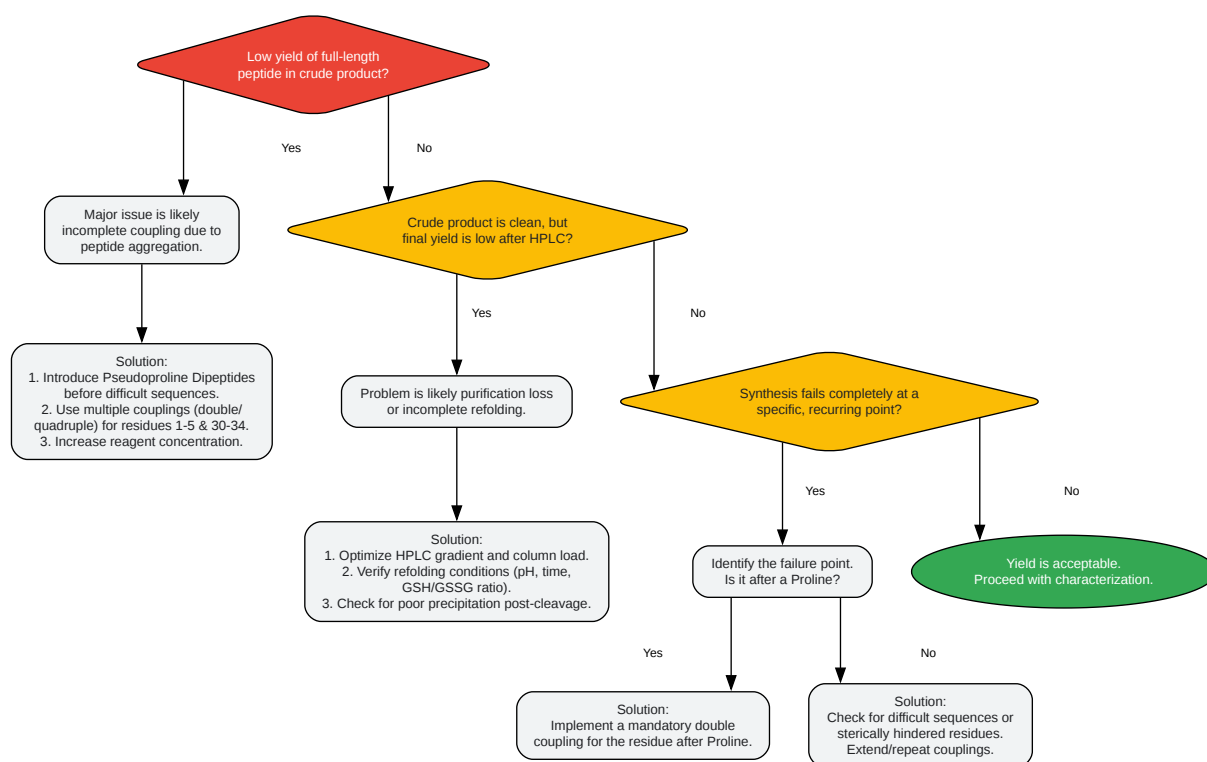 Low yield of full-length
peptide in crude product?
Yes
No
Major issue is likely
incomplete coupling due to
peptide aggregation.
Crude product is clean, but
final yield is low after HPLC?
Yes
No
Solution:
1. Introduce Pseudoproline Dipeptides
before difficult sequences.
2. Use multiple couplings (double/
quadruple) for residues 1-5 & 30-34.
3. Increase reagent concentration.
Problem is likely purification loss
or incomplete refolding.
Synthesis fails completely at a
specific, recurring point?
Yes
No
Solution:
1. Optimize HPLC gradient and column load.
2. Verify refolding conditions (pH, time,
GSH/GSSG ratio).
3. Check for poor precipitation post-cleavage.
Identify the failure point.
Is it after a Proline?
Yield is acceptable.
Proceed with characterization.
Yes
No
Solution:
Implement a mandatory double
coupling for the residue after Proline.
Solution:
Check for difficult sequences or
sterically hindered residues.
Extend/repeat couplings.